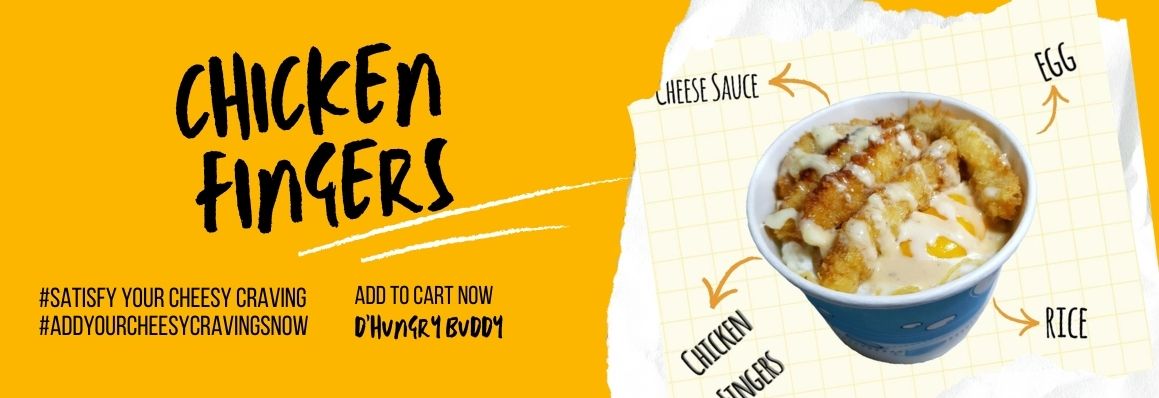 CHICKEN
FINGERS
#SATISFY YOUR CHEESY CRAVING
#ADDYOURCHEESYCRAVINGSNOW
ADD TO CART NOW
D'HUNGRY BUDDY
CHEESE SAUCE
EGG
CHICKEN
FINGERS
RICE